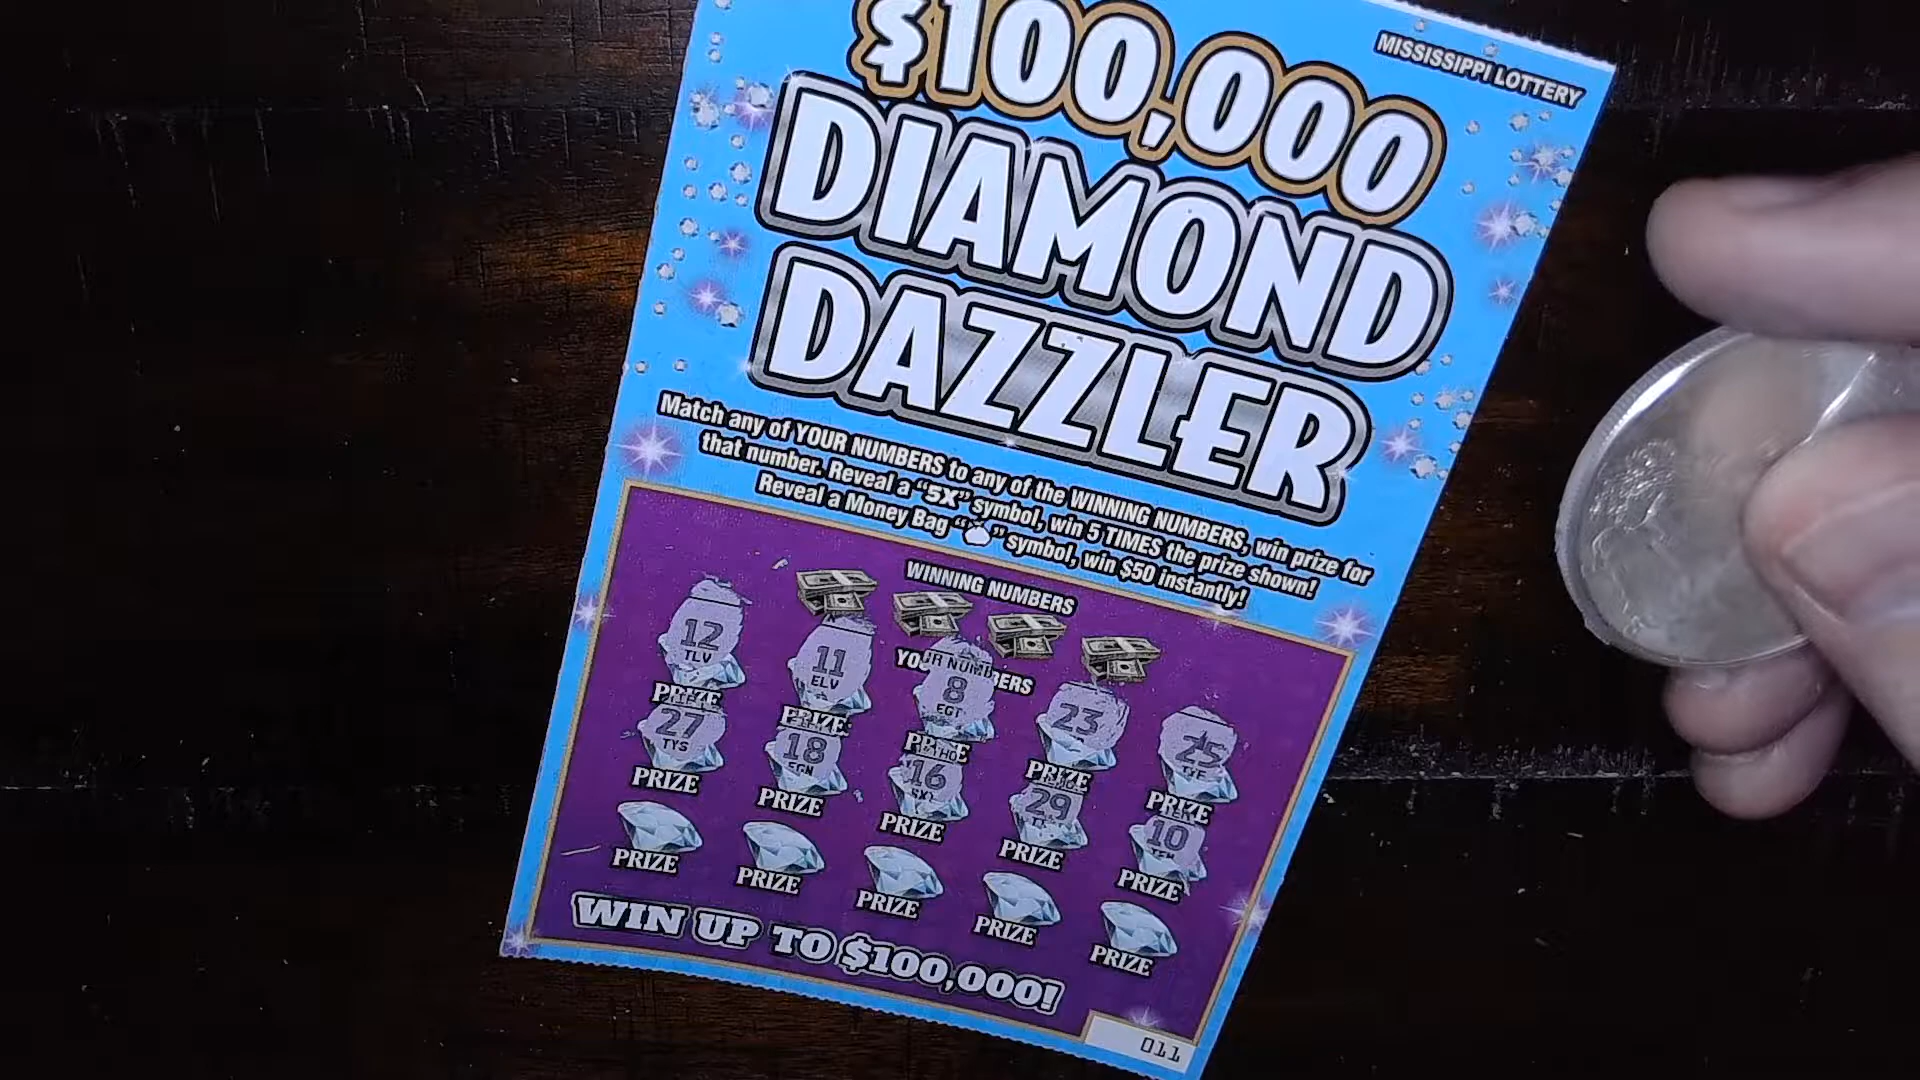 MISSISSIPPI LOTTERY
$100,000
DIAMOND
DAZZLER
Match any of YOUR NUMBERS to any of the WINNING NUMBERS, win prize for
that number. Reveal a "5X" symbol, win 5 TIMES the prize shown!
Reveal a Money Bag " " symbol, win $50 instantly!
WINNING NUMBERS
YOUR NUMBERS
12 11 8 23 25
TLV ELV EGT
PRIZE PRIZE PRIZE PRIZE PRIZE
27 18 16 29 10
TYS EGN SXT TEN
PRIZE PRIZE PRIZE PRIZE PRIZE
PRIZE PRIZE PRIZE PRIZE PRIZE
WIN UP TO $100,000!
011